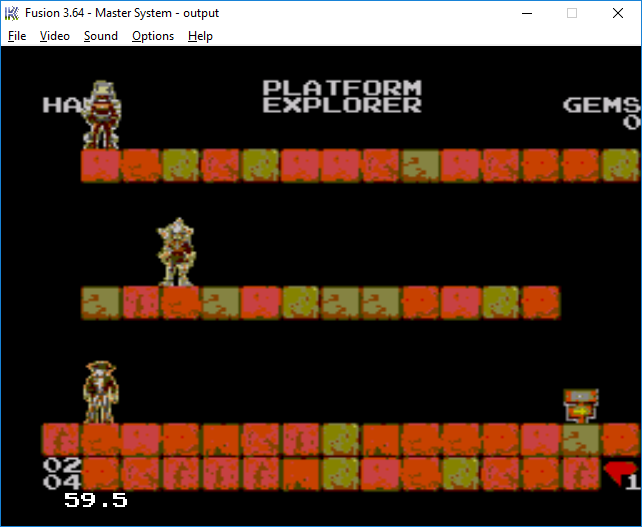 Fusion 3.64 - Master System - output
File Video Sound Options Help
PLATFORM
HA EXPLORER GEMS
0
02
04 1
59.5